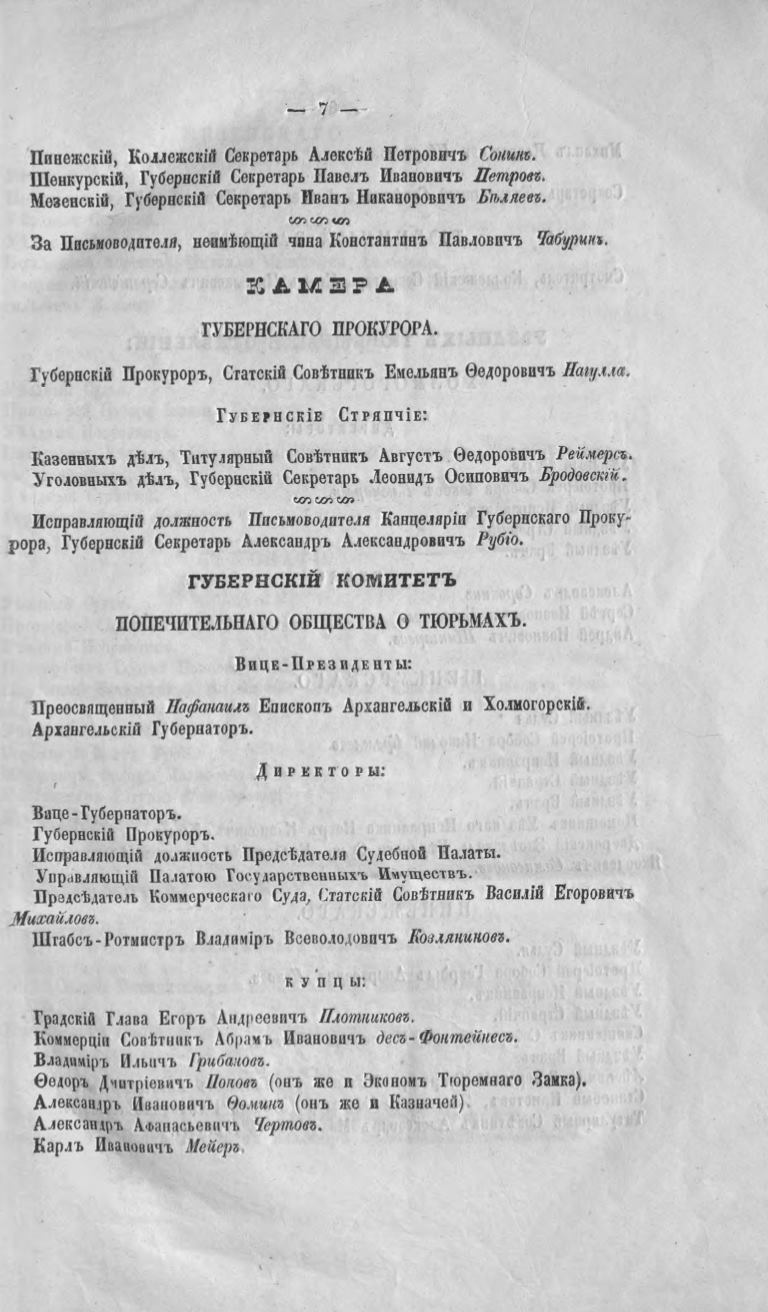 — 7 —
Пинежскій, Коллежскій Секретарь Алексѣй Петровичъ Сонинъ.
Шенкурскій, Губернскій Секретарь Павелъ Ивановичъ Петровъ.
Мезенскій, Губернскій Секретарь Иванъ Никаноровичъ Бѣляевъ.
За Письмоводителя, неимѣющій чина Константинъ Павловичъ Чабуринъ.
КАМЕРА
ГУБЕРНСКАГО ПРОКУРОРА.
Губернскій Прокуроръ, Статскій Совѣтникъ Емельянъ Ѳедоровичъ Нагулла.
Губернскіе Стряпчіе:
Казенныхъ дѣлъ, Титулярный Совѣтникъ Августъ Ѳедоровичъ Реймерсъ.
Уголовныхъ дѣлъ, Губернскій Секретарь Леонидъ Осиповичъ Бродовскій.
Исправляющій должность Письмоводителя Канцеляріи Губернскаго Проку-
рора, Губернскій Секретарь Александръ Александровичъ Рубіо.
ГУБЕРНСКІЙ КОМИТЕТЪ
ПОПЕЧИТЕЛЬНАГО ОБЩЕСТВА О ТЮРЬМАХЪ.
Вице-Президенты:
Преосвященный Наѳанаилъ Епископъ Архангельскій и Холмогорскій.
Архангельскій Губернаторъ.
Директоры:
Вице-Губернаторъ.
Губернскій Прокуроръ.
Исправляющій должность Предсѣдателя Судебной Палаты.
Управляющій Палатою Государственныхъ Имуществъ.
Предсѣдатель Коммерческаго Суда, Статскій Совѣтникъ Василій Егоровичъ
Михайловъ.
Штабсъ-Ротмистръ Владиміръ Всеволодовичъ Козляниновъ.
купцы:
Градскій Глава Егоръ Андреевичъ Плотниковъ.
Коммерціи Совѣтникъ Абрамъ Ивановичъ десъ-Фонтейнесъ.
Владиміръ Ильичъ Грибановъ.
Ѳедоръ Дмитріевичъ Поповъ (онъ же и Экономъ Тюремнаго Замка).
Александръ Ивановичъ Ѳоминъ (онъ же и Казначей)
Александръ Афанасьевичъ Чертовъ.
Карлъ Ивановичъ Мейеръ.